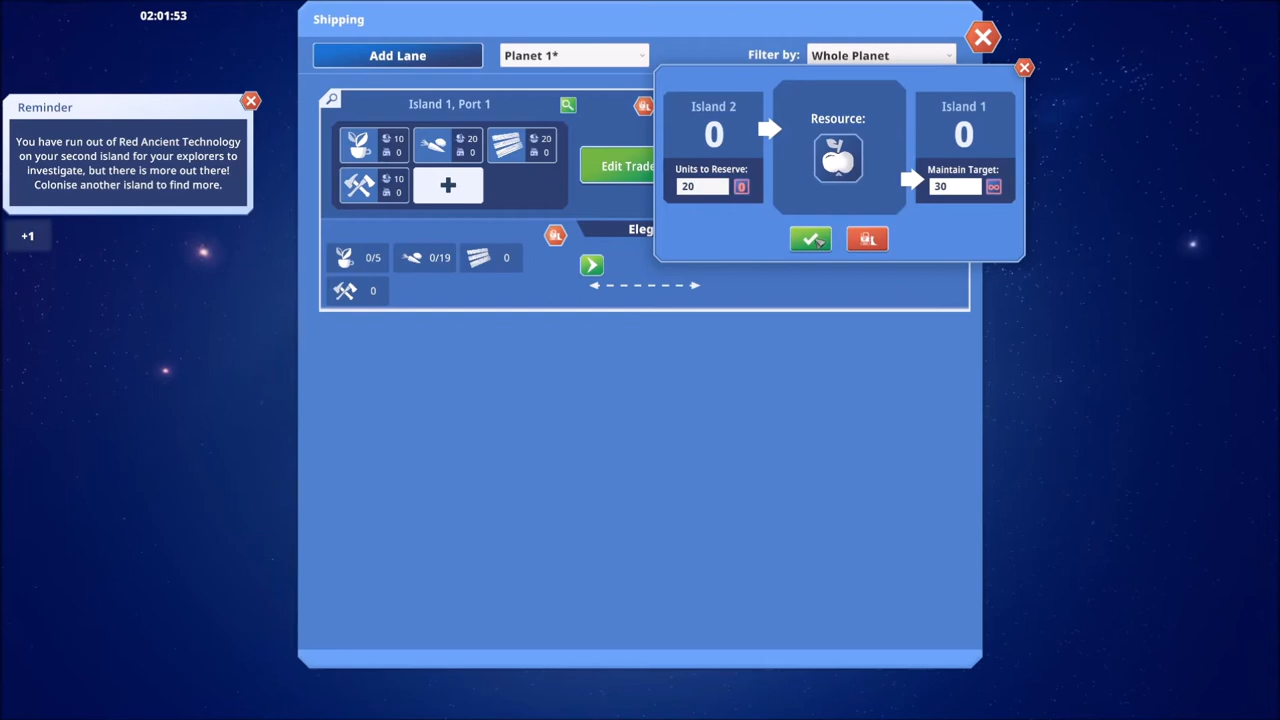 02:01:53
Shipping
Add Lane
Planet 1*
Filter by:
Whole Planet
Reminder
You have run out of Red Ancient Technology
on your second island for your explorers to
investigate, but there is more out there!
Colonise another island to find more.
+1
Island 1, Port 1
10
0
20
0
20
0
10
0
Edit Trade
Eleg
0/5
0/19
0
0
Island 2
0
Units to Reserve:
20
0
Resource:
Island 1
0
Maintain Target:
30
∞
L
L
L